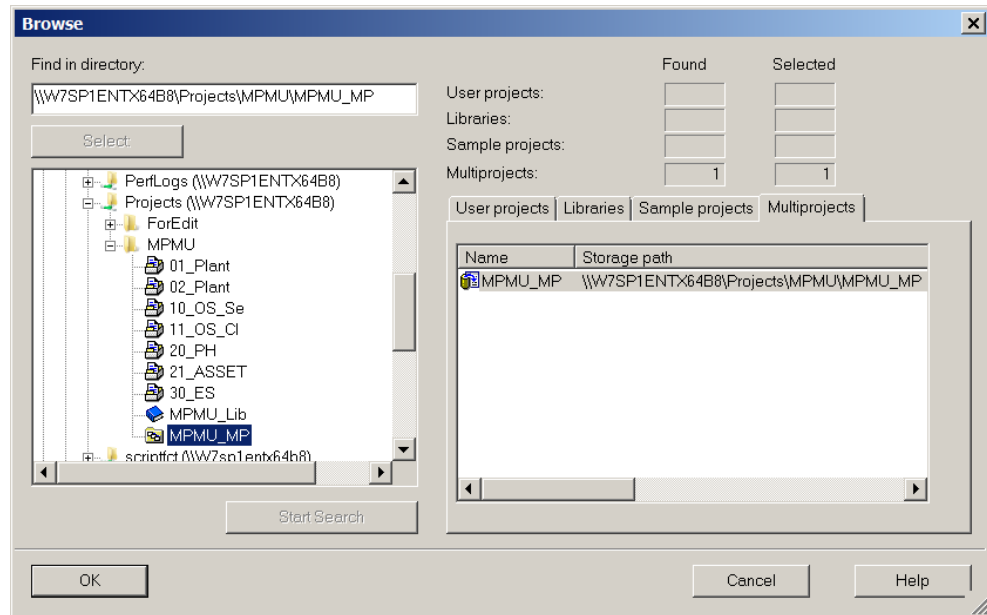 Browse
Find in directory:
\\W7SP1ENTX64B8\Projects\MPMU\MPMU_MP
Select:
PerfLogs (\\W7SP1ENTX64B8)
Projects (\\W7SP1ENTX64B8)
ForEdit
MPMU
01_Plant
02_Plant
10_OS_Se
11_OS_Cl
20_PH
21_ASSET
30_ES
MPMU_Lib
MPMU_MP
scriptfct (\\W7sp1entx64b8)
Start Search
Found Selected
User projects:
Libraries:
Sample projects:
Multiprojects: 1 1
User projects Libraries Sample projects Multiprojects
Name Storage path
MPMU_MP \\W7SP1ENTX64B8\Projects\MPMU\MPMU_MP
OK Cancel Help